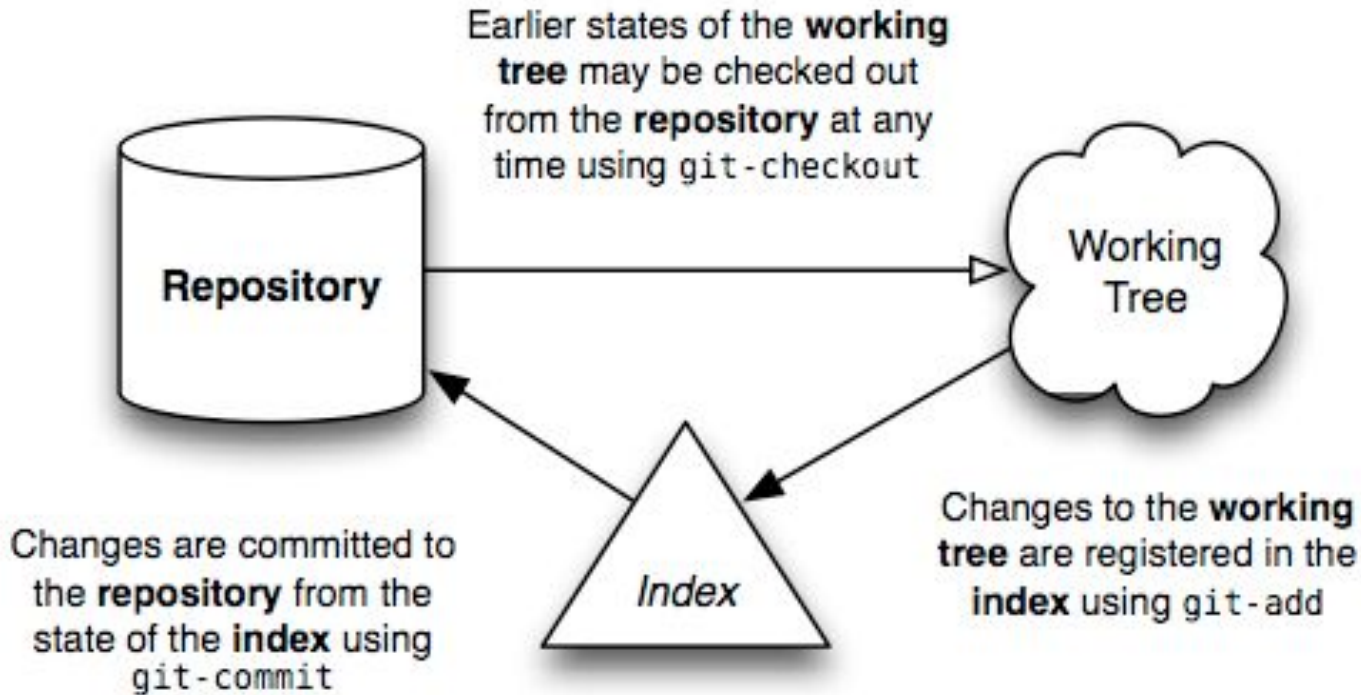 Earlier states of the working
tree may be checked out
from the repository at any
time using git-checkout
Repository
Working
Tree
Index
Changes are committed to
the repository from the
state of the index using
git-commit
Changes to the working
tree are registered in the
index using git-add